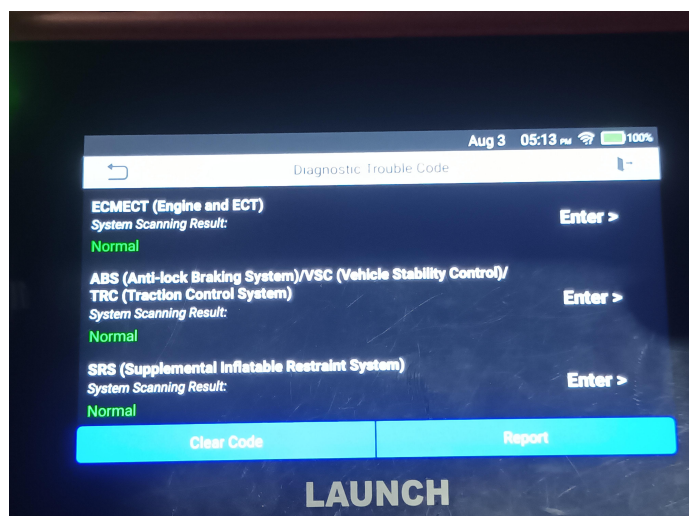 Aug 3 05:13 PM 100%
Diagnostic Trouble Code
ECMECT (Engine and ECT)
System Scanning Result:
Enter >
Normal
ABS (Anti-lock Braking System)/VSC (Vehicle Stability Control)/
TRC (Traction Control System)
Enter >
System Scanning Result:
Normal
SRS (Supplemental Inflatable Restraint System)
System Scanning Result:
Enter >
Normal
Clear Code
Report
LAUNCH